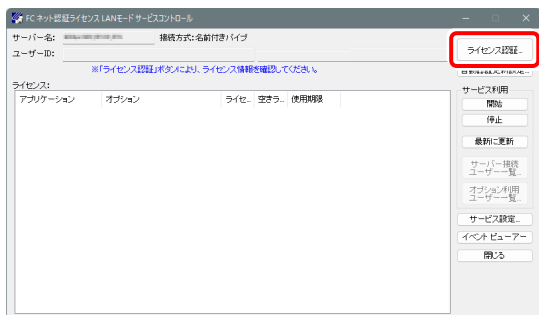 FC ネット認証ライセンス LANモード サービスコントロール
サーバー名:
接続方式:名前付きパイプ
ユーザーID:
ライセンス認証...
※「ライセンス認証」ボタンにより、ライセンス情報を確認してください。
自動認証更新設定...
ライセンス:
アプリケーション オプション ライセ... 空きラ... 使用期限
サービス利用
開始
停止
最新に更新
サーバー接続
ユーザー一覧...
オプション利用
ユーザー一覧...
サービス設定...
イベントビューアー
閉じる